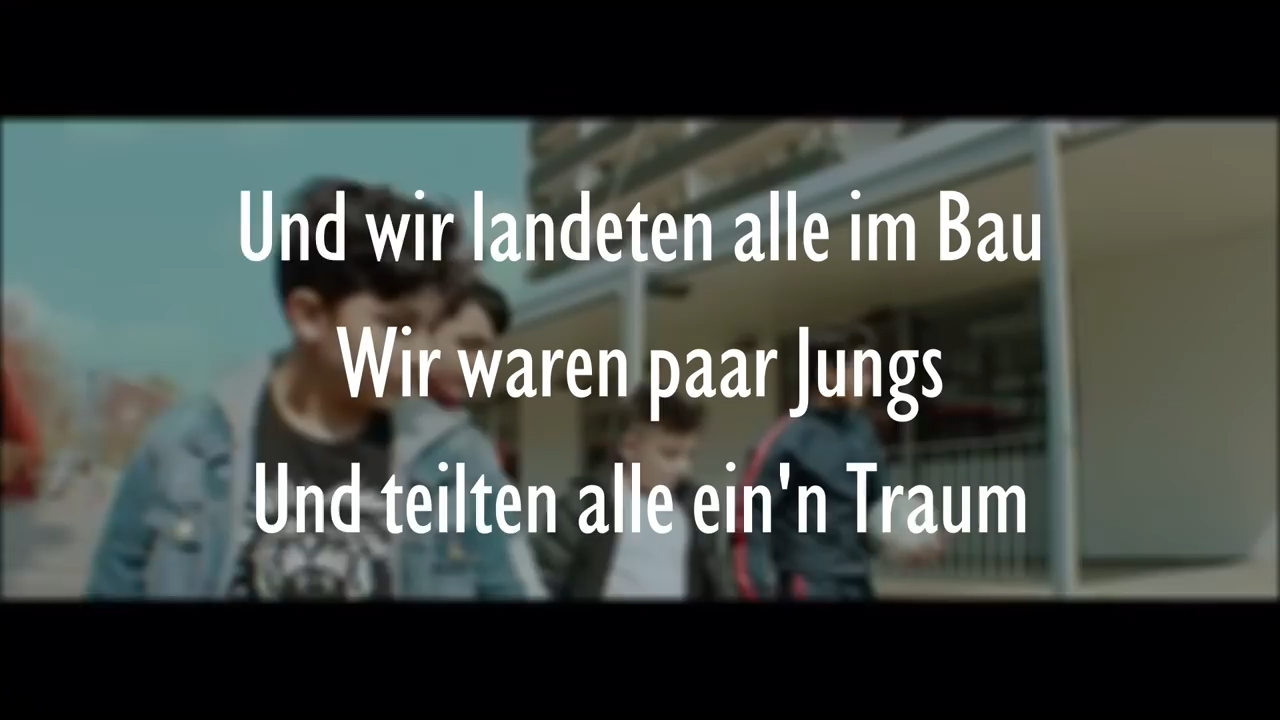 Und wir landeten alle im Bau
Wir waren paar Jungs
Und teilten alle ein'n Traum